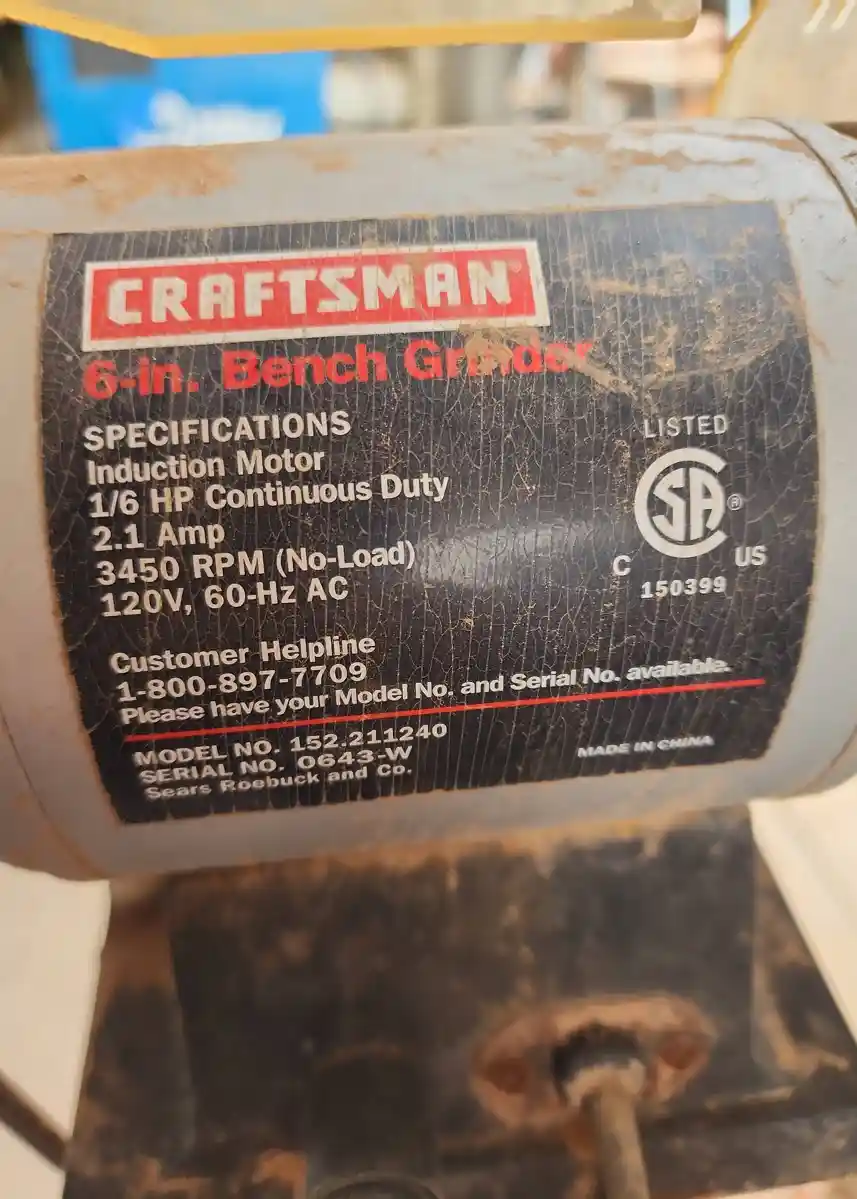 CRAFTSMAN®
6-in. Bench Grinder
SPECIFICATIONS
Induction Motor
1/6 HP Continuous Duty
2.1 Amp
3450 RPM (No-Load)
120V, 60-Hz AC
LISTED
SA®
C US
150399
Customer Helpline
1-800-897-7709
Please have your Model No. and Serial No. available.
MODEL NO. 152.211240
SERIAL NO. 0643-W
Sears Roebuck and Co.
MADE IN CHINA